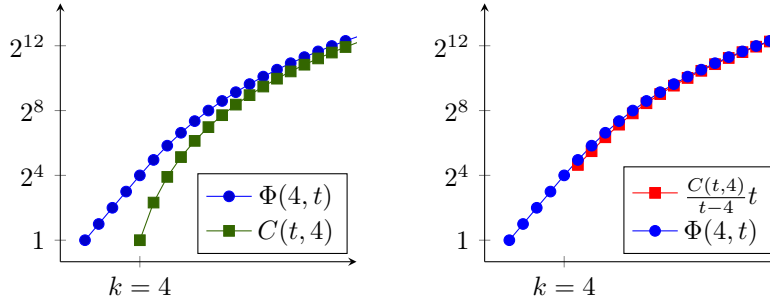 2^12
2^8
2^4
1
k = 4
Φ(4, t)
C(t, 4)
2^12
2^8
2^4
1
k = 4
C(t,4)/t−4 t
Φ(4, t)